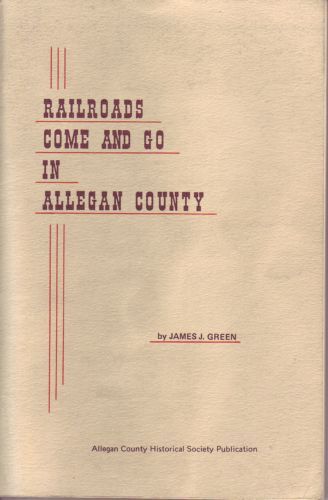 RAILROADS
COME AND GO
IN
ALLEGAN COUNTY
by JAMES J. GREEN
Allegan County Historical Society Publication